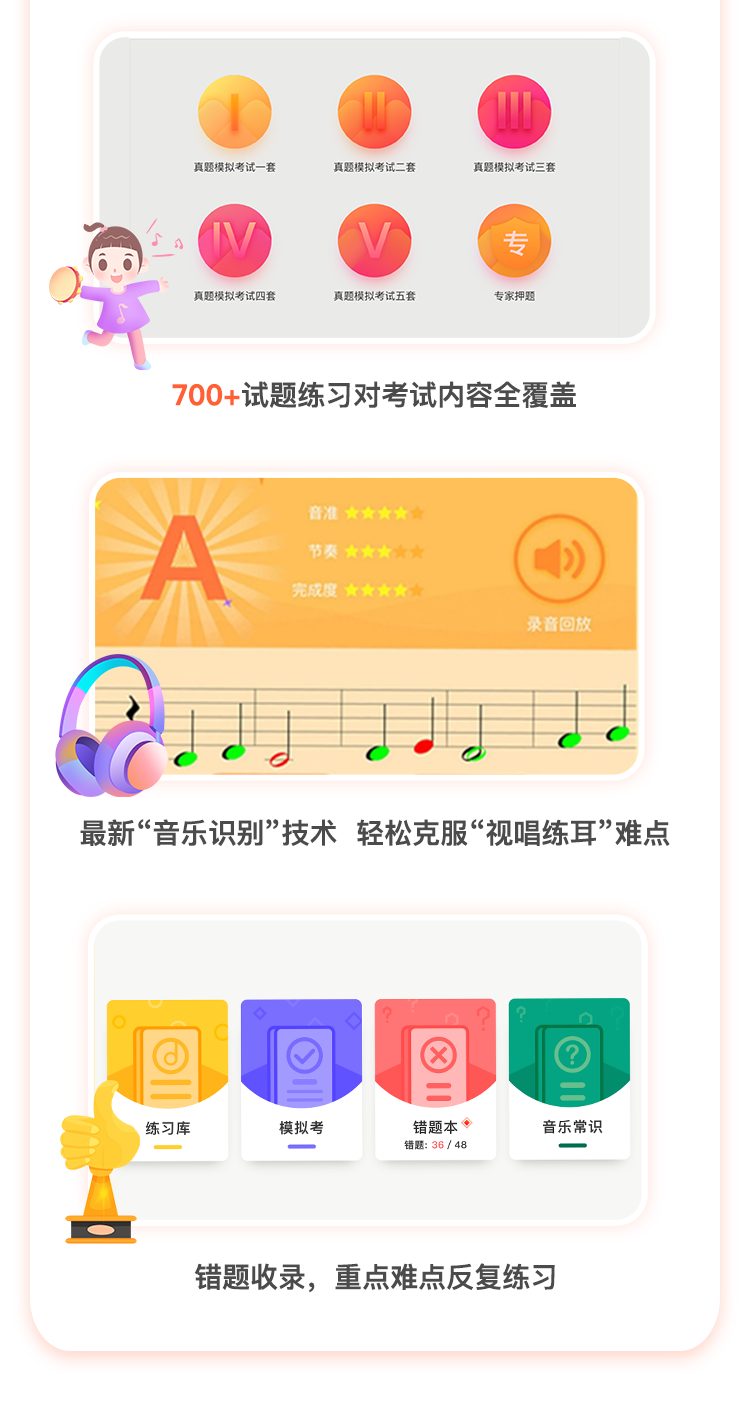 I
II
III
真题模拟考试一套
真题模拟考试二套
真题模拟考试三套
IV
V
专
真题模拟考试四套
真题模拟考试五套
专家押题
700+试题练习对考试内容全覆盖
A
音准
节奏
完成度
录音回放
最新“音乐识别”技术 轻松克服“视唱练耳”难点
练习库
模拟考
错题本
音乐常识
错题: 36 / 48
错题收录，重点难点反复练习